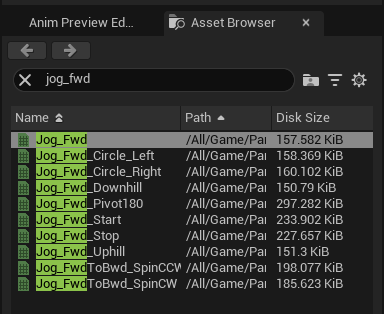 Anim Preview Ed... Asset Browser
jog_fwd
Name Path Disk Size
Jog_Fwd /All/Game/Par 157.582 KiB
Jog_Fwd_Circle_Left /All/Game/Par 158.369 KiB
Jog_Fwd_Circle_Right /All/Game/Par 160.102 KiB
Jog_Fwd_Downhill /All/Game/Par 150.79 KiB
Jog_Fwd_Pivot180 /All/Game/Par 297.282 KiB
Jog_Fwd_Start /All/Game/Par 233.902 KiB
Jog_Fwd_Stop /All/Game/Par 227.657 KiB
Jog_Fwd_Uphill /All/Game/Par 151.3 KiB
Jog_FwdToBwd_SpinCCW /All/Game/Par 198.077 KiB
Jog_FwdToBwd_SpinCW /All/Game/Par 185.623 KiB